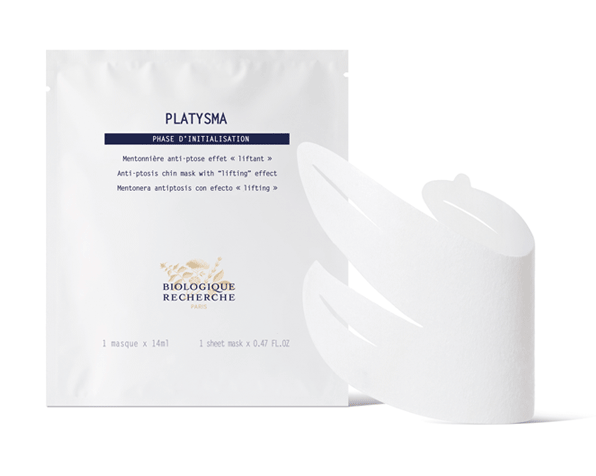 PLATYSMA
PHASE D'INITIALISATION
Mentonnière anti-ptose effet « liftant »
Anti-ptosis chin mask with "lifting" effect
Mentonera antiptosis con efecto « lifting »
BIOLOGIQUE
RECHERCHE
PARIS
1 masque x 14ml 1 sheet mask x 0.47 FL.OZ